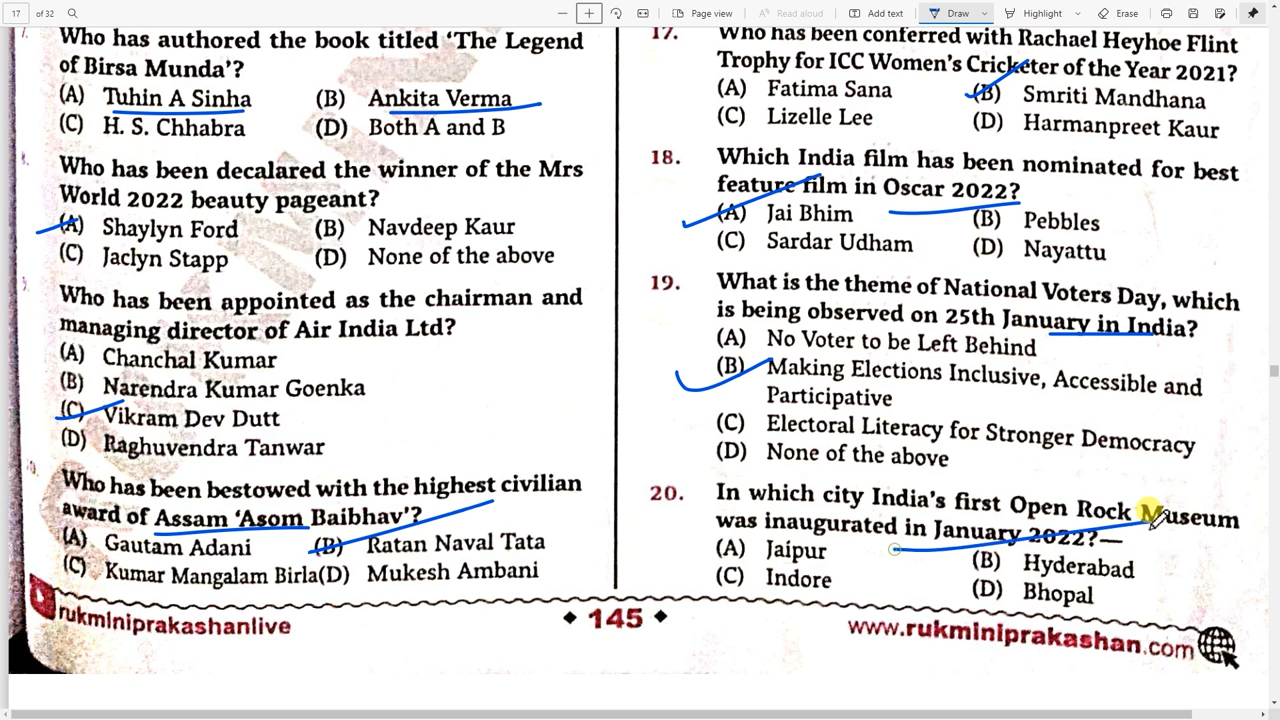 17 of 32
Page view
Read aloud
Add text
Draw
Highlight
Erase
Who has authored the book titled ‘The Legend
of Birsa Munda’?
(A) Tuhin A Sinha (B) Ankita Verma
(C) H. S. Chhabra (D) Both A and B
8.
Who has been decalared the winner of the Mrs
World 2022 beauty pageant?
(A) Shaylyn Ford (B) Navdeep Kaur
(C) Jaclyn Stapp (D) None of the above
Who has been appointed as the chairman and
managing director of Air India Ltd?
(A) Chanchal Kumar
(B) Narendra Kumar Goenka
(C) Vikram Dev Dutt
(D) Raghuvendra Tanwar
Who has been bestowed with the highest civilian
award of Assam ‘Asom Baibhav’?
(A) Gautam Adani (B) Ratan Naval Tata
(C) Kumar Mangalam Birla(D) Mukesh Ambani
17. Who has been conferred with Rachael Heyhoe Flint
Trophy for ICC Women’s Cricketer of the Year 2021?
(A) Fatima Sana (B) Smriti Mandhana
(C) Lizelle Lee (D) Harmanpreet Kaur
18. Which India film has been nominated for best
feature film in Oscar 2022?
(A) Jai Bhim (B) Pebbles
(C) Sardar Udham (D) Nayattu
19. What is the theme of National Voters Day, which
is being observed on 25th January in India?
(A) No Voter to be Left Behind
(B) Making Elections Inclusive, Accessible and
Participative
(C) Electoral Literacy for Stronger Democracy
(D) None of the above
20. In which city India’s first Open Rock Museum
was inaugurated in January 2022?—
(A) Jaipur (B) Hyderabad
(C) Indore (D) Bhopal
rukminiprakashanlive
◆ 145 ◆
www.rukminiprakashan.com